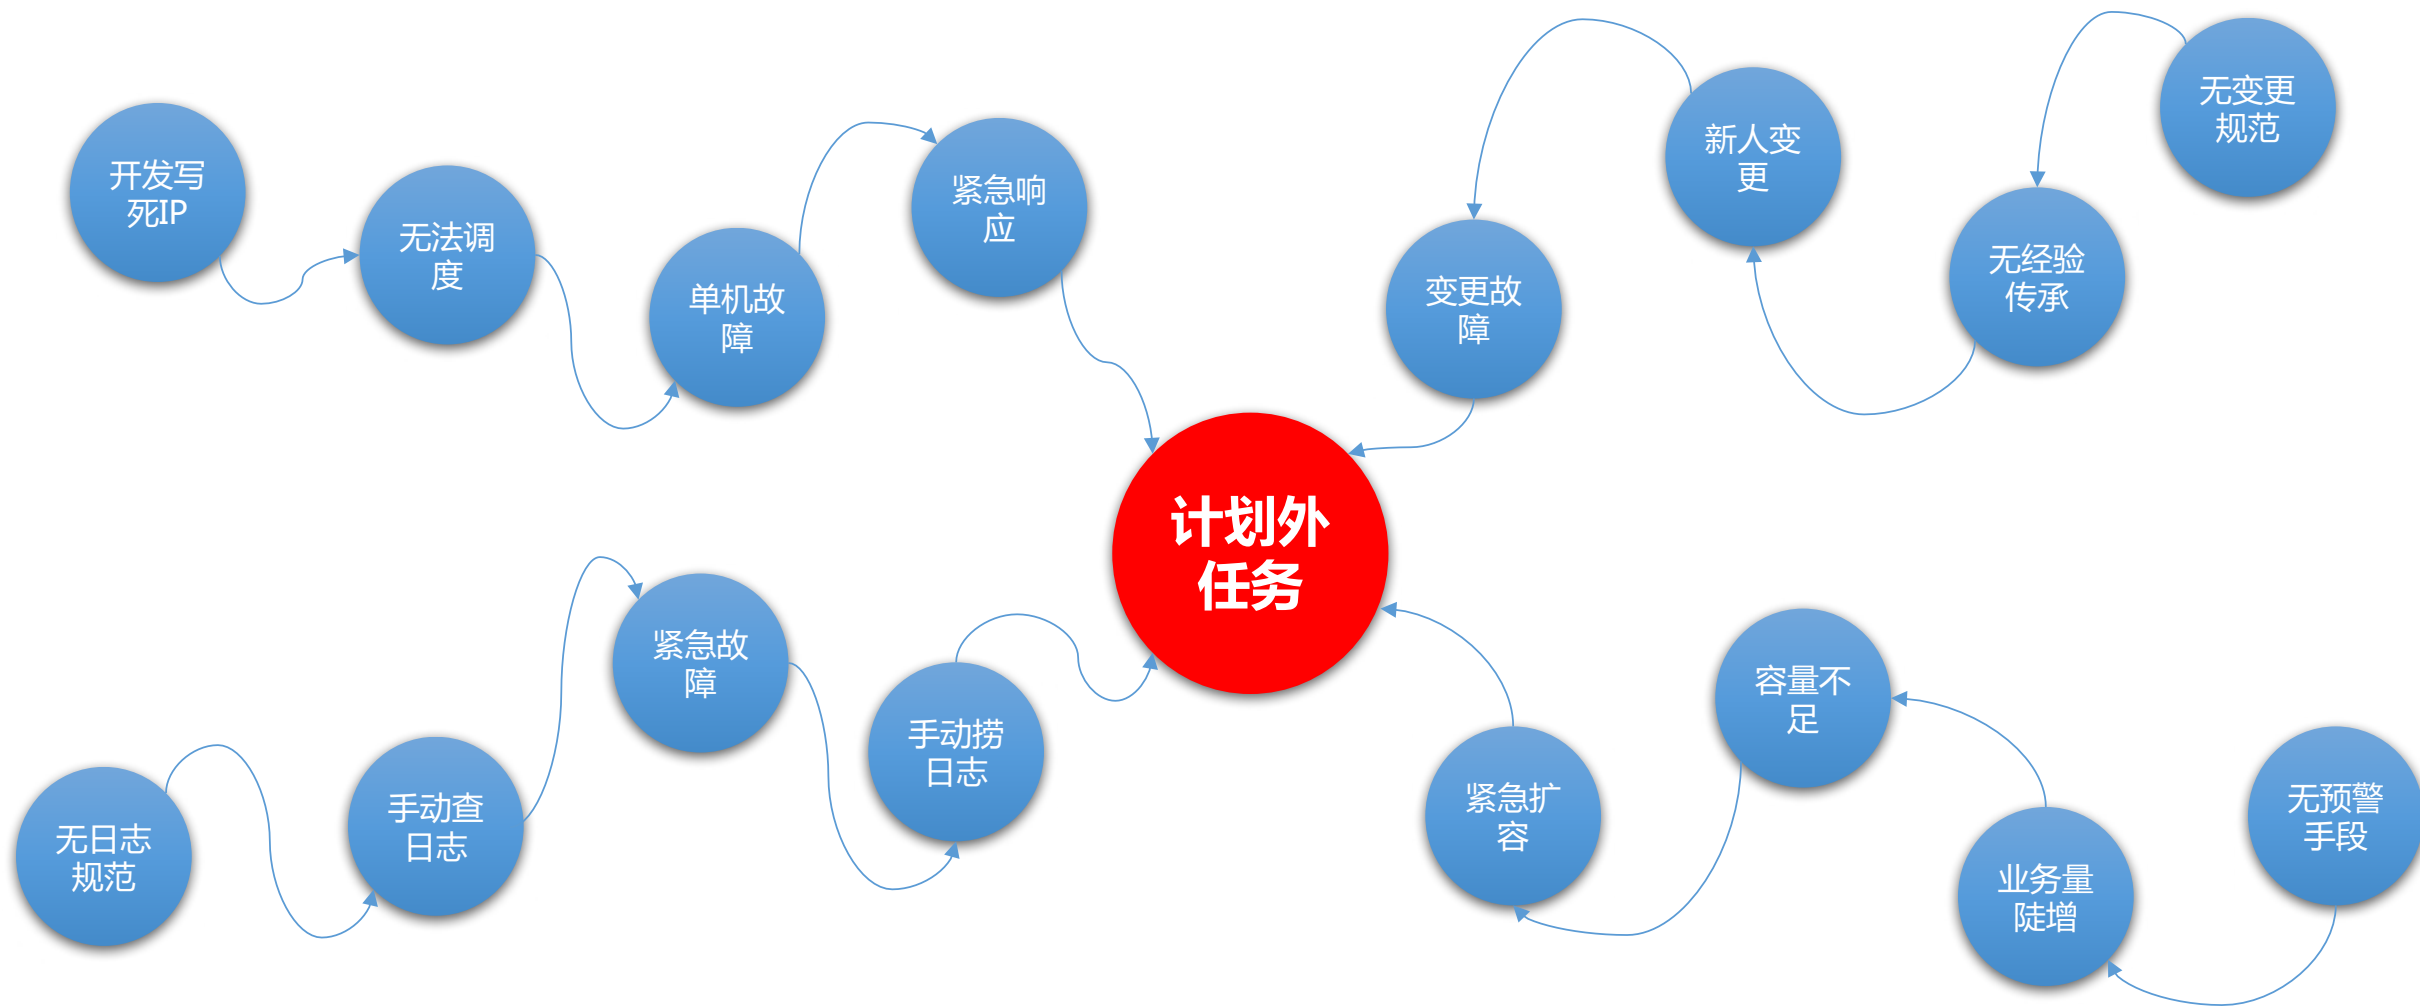 开发写
死IP
无法调
度
单机故
障
紧急响
应
变更故
障
新人变
更
无经验
传承
无变更
规范
计划外
任务
无日志
规范
手动查
日志
紧急故
障
手动捞
日志
紧急扩
容
容量不
足
业务量
陡增
无预警
手段